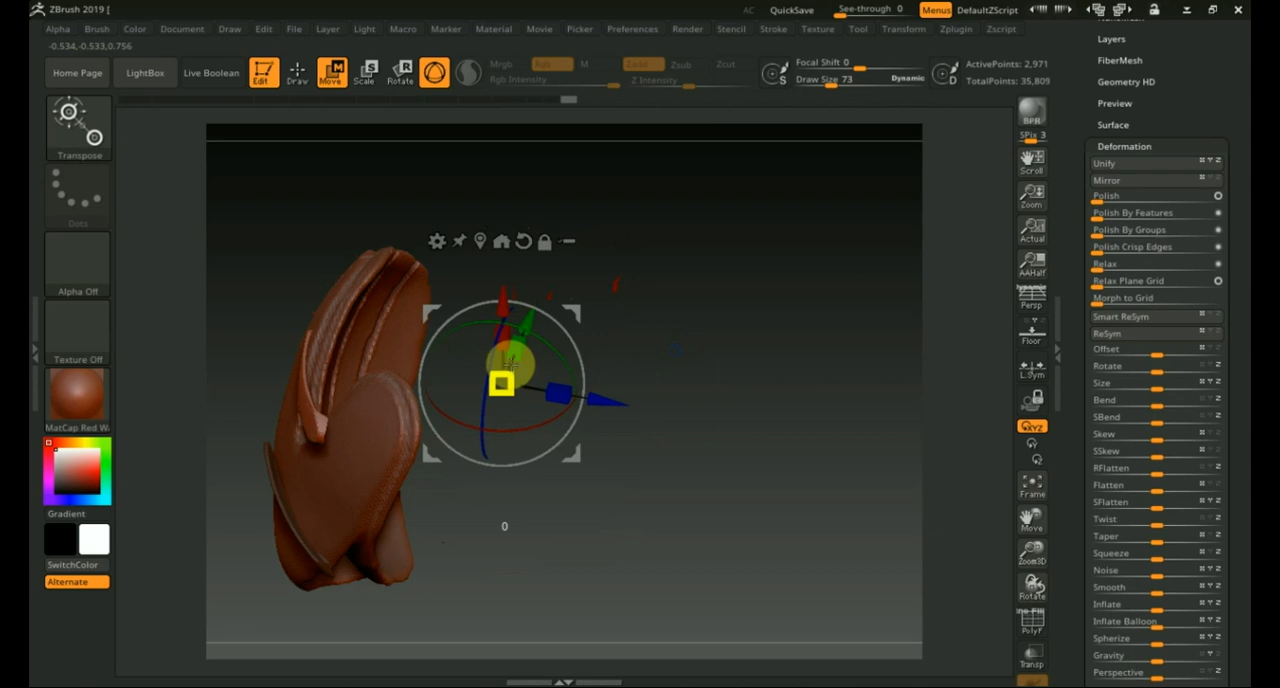 ZBrush 2019 [
AC QuickSave See-through 0 Menus DefaultZScript
Alpha Brush Color Document Draw Edit File Layer Light Macro Marker Material Movie Picker Preferences Render Stencil Stroke Texture Tool Transform Zplugin Zscript
-0.534,-0.533,0.756
Home Page LightBox Live Boolean Edit Draw Move Scale Rotate
Mrgb Rgb M Zadd Zsub Zcut
Rgb Intensity Z Intensity
Focal Shift 0
Draw Size 73 Dynamic
S D
ActivePoints: 2,971
TotalPoints: 35,809
Transpose
Dots
Alpha Off
Texture Off
MatCap Red W
Gradient
SwitchColor
Alternate
0
BPR
SPix 3
Scroll
Zoom
Actual
AAHalf
Dynamic
Persp
Floor
L.Sym
XYZ
Frame
Move
Zoom3D
Rotate
PolyF
Transp
Layers
FiberMesh
Geometry HD
Preview
Surface
Deformation
Unify
Mirror
Polish
Polish By Features
Polish By Groups
Polish Crisp Edges
Relax
Relax Plane Grid
Morph to Grid
Smart ReSym
ReSym
Offset
Rotate
Size
Bend
SBend
Skew
SSkew
RFlatten
Flatten
SFlatten
Twist
Taper
Squeeze
Noise
Smooth
Inflate
Inflate Balloon
Spherize
Gravity
Perspective